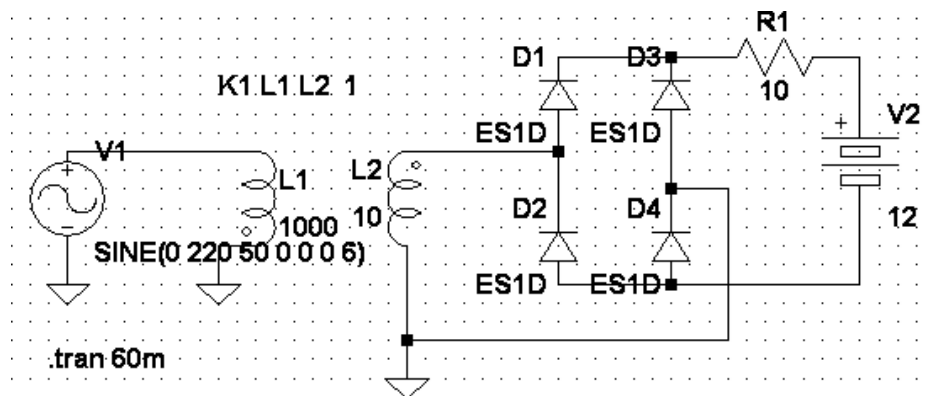 R1
D1 D3
K1 L1 L2 1
10
V2
+
V1
ES1D ES1D
+
L1
L2
-
1000
10
D2 D4
12
SINE(0 220 50 0 0 0 6)
ES1D ES1D
.tran 60m